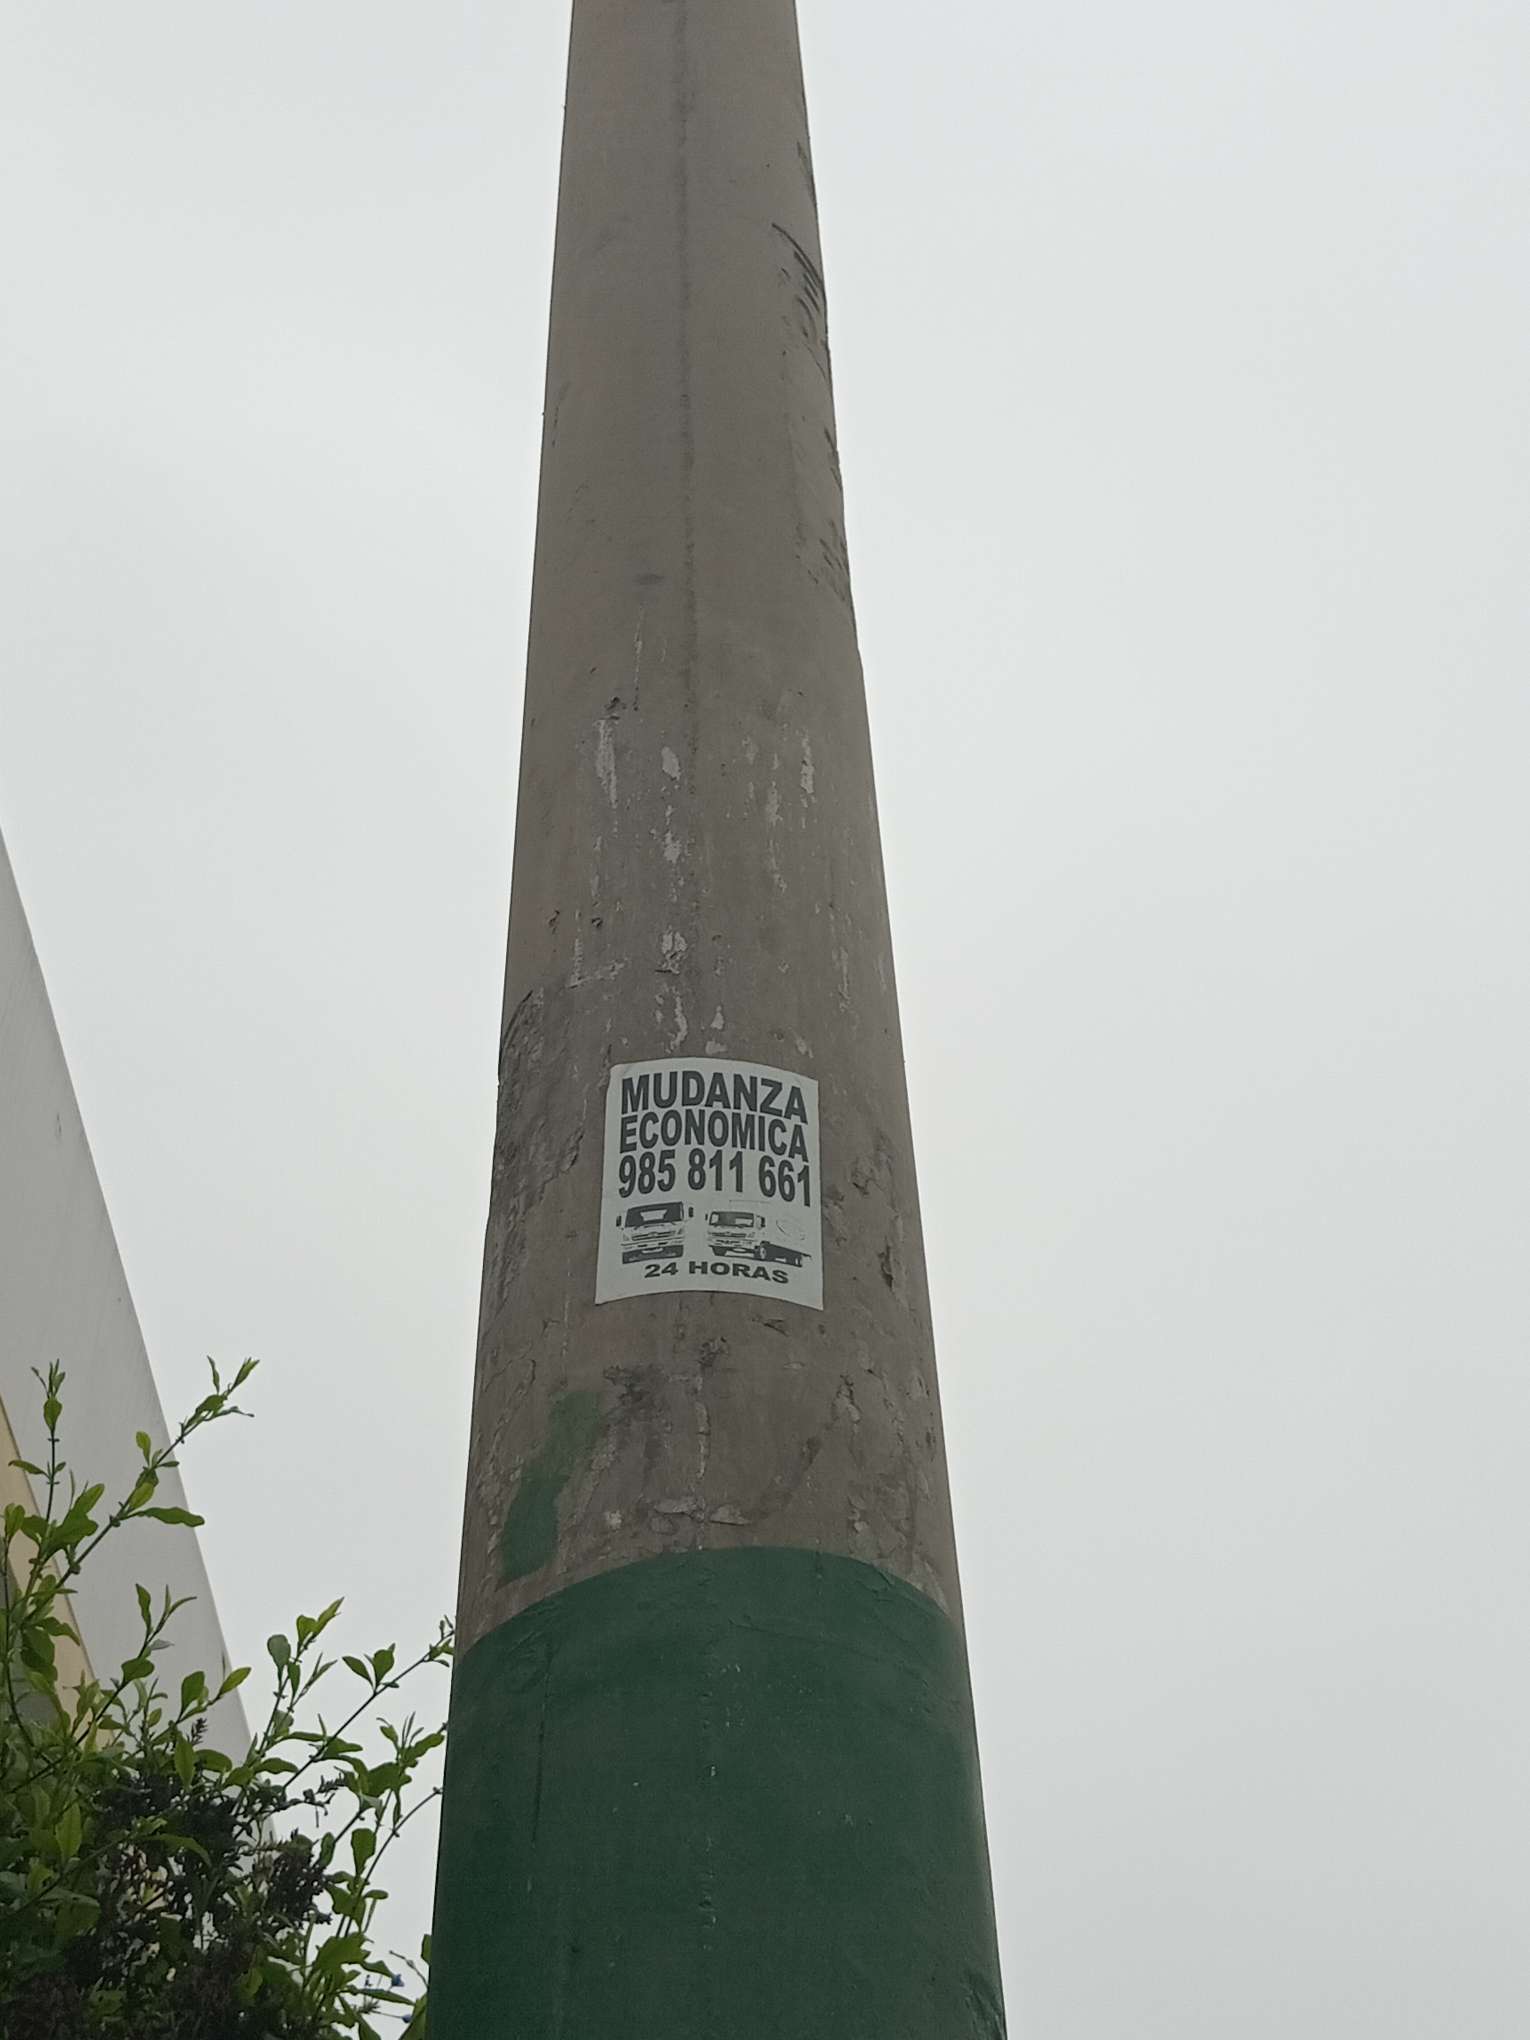 MUDANZA
ECONOMICA
985 811 661
24 HORAS